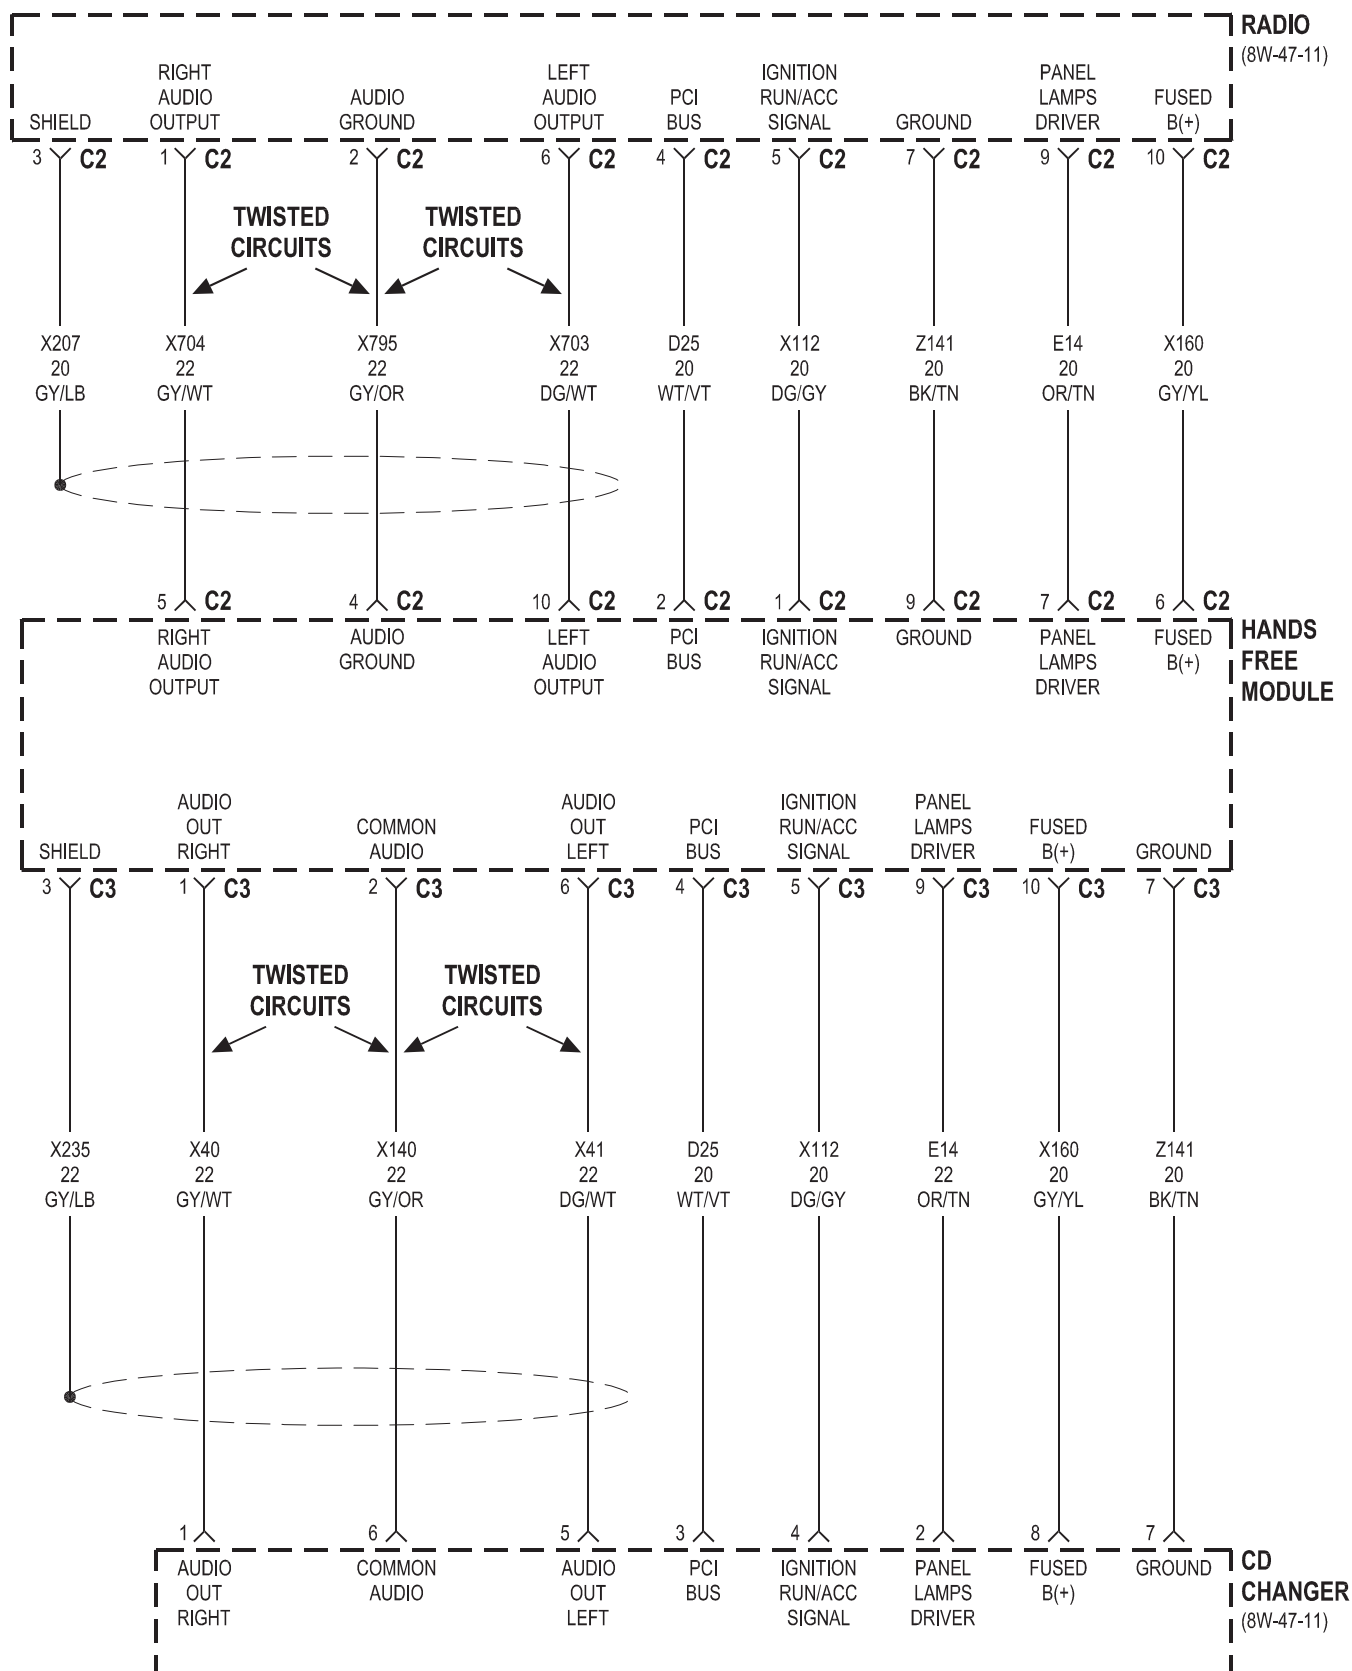 RADIO
(8W-47-11)
SHIELD
RIGHT
AUDIO
OUTPUT
AUDIO
GROUND
LEFT
AUDIO
OUTPUT
PCI
BUS
IGNITION
RUN/ACC
SIGNAL
GROUND
PANEL
LAMPS
DRIVER
FUSED
B(+)
3 C2
1 C2
2 C2
6 C2
4 C2
5 C2
7 C2
9 C2
10 C2
TWISTED
CIRCUITS
TWISTED
CIRCUITS
X207
20
GY/LB
X704
22
GY/WT
X795
22
GY/OR
X703
22
DG/WT
D25
20
WT/VT
X112
20
DG/GY
Z141
20
BK/TN
E14
20
OR/TN
X160
20
GY/YL
5 C2
4 C2
10 C2
2 C2
1 C2
9 C2
7 C2
6 C2
HANDS
FREE
MODULE
RIGHT
AUDIO
OUTPUT
AUDIO
GROUND
LEFT
AUDIO
OUTPUT
PCI
BUS
IGNITION
RUN/ACC
SIGNAL
GROUND
PANEL
LAMPS
DRIVER
FUSED
B(+)
SHIELD
AUDIO
OUT
RIGHT
COMMON
AUDIO
AUDIO
OUT
LEFT
PCI
BUS
IGNITION
RUN/ACC
SIGNAL
PANEL
LAMPS
DRIVER
FUSED
B(+)
GROUND
3 C3
1 C3
2 C3
6 C3
4 C3
5 C3
9 C3
10 C3
7 C3
TWISTED
CIRCUITS
TWISTED
CIRCUITS
X235
22
GY/LB
X40
22
GY/WT
X140
22
GY/OR
X41
22
DG/WT
D25
20
WT/VT
X112
20
DG/GY
E14
22
OR/TN
X160
20
GY/YL
Z141
20
BK/TN
1
6
5
3
4
2
8
7
AUDIO
OUT
RIGHT
COMMON
AUDIO
AUDIO
OUT
LEFT
PCI
BUS
IGNITION
RUN/ACC
SIGNAL
PANEL
LAMPS
DRIVER
FUSED
B(+)
GROUND
CD
CHANGER
(8W-47-11)